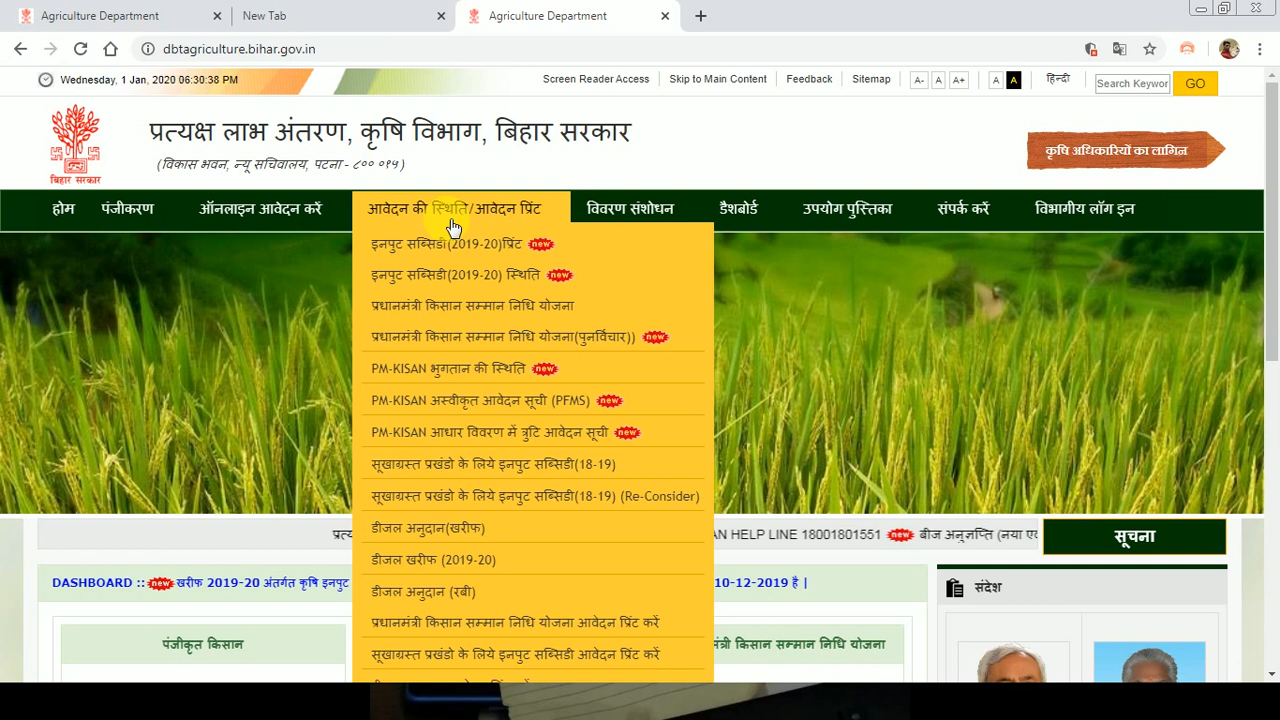 Agriculture Department
New Tab
Agriculture Department
dbtagriculture.bihar.gov.in
Wednesday, 1 Jan, 2020 06:30:38 PM
Screen Reader Access
Skip to Main Content
Feedback
Sitemap
A- A A+
A A
हिन्दी
Search Keywor
GO
बिहार सरकार
प्रत्यक्ष लाभ अंतरण, कृषि विभाग, बिहार सरकार
(विकास भवन, न्यू सचिवालय, पटना - ८०० ०१५)
कृषि अधिकारियों का लागिन
होम
पंजीकरण
ऑनलाइन आवेदन करें
आवेदन की स्थिति/आवेदन प्रिंट
विवरण संशोधन
डैशबोर्ड
उपयोग पुस्तिका
संपर्क करें
विभागीय लॉग इन
इनपुट सब्सिडी(2019-20)प्रिंट new
इनपुट सब्सिडी(2019-20) स्थिति new
प्रधानमंत्री किसान सम्मान निधि योजना
प्रधानमंत्री किसान सम्मान निधि योजना(पुनर्विचार)) new
PM-KISAN भुगतान की स्थिति new
PM-KISAN अस्वीकृत आवेदन सूची (PFMS) new
PM-KISAN आधार विवरण में त्रुटि आवेदन सूची new
सूखाग्रस्त प्रखंडो के लिये इनपुट सब्सिडी(18-19)
सूखाग्रस्त प्रखंडो के लिये इनपुट सब्सिडी(18-19) (Re-Consider)
डीजल अनुदान(खरीफ)
डीजल खरीफ (2019-20)
डीजल अनुदान (रबी)
प्रधानमंत्री किसान सम्मान निधि योजना आवेदन प्रिंट करें
सूखाग्रस्त प्रखंडो के लिये इनपुट सब्सिडी आवेदन प्रिंट करें
AN HELP LINE 18001801551 new बीज अनुज्ञप्ति (नया एवं
सूचना
DASHBOARD :: new खरीफ 2019-20 अंतर्गत कृषि इनपुट
10-12-2019 है |
संदेश
पंजीकृत किसान
मंत्री किसान सम्मान निधि योजना